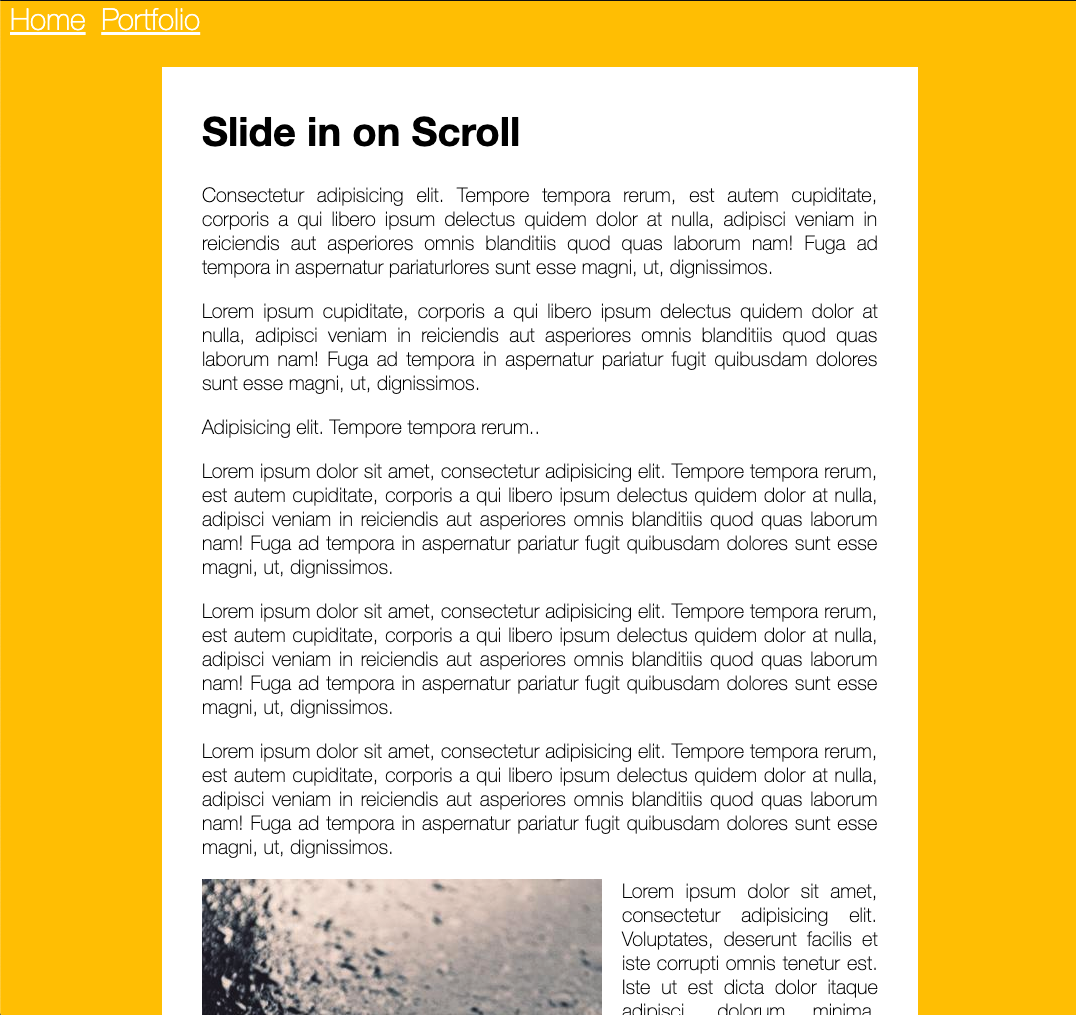 Home Portfolio
Slide in on Scroll
Consectetur adipisicing elit. Tempore tempora rerum, est autem cupiditate,
corporis a qui libero ipsum delectus quidem dolor at nulla, adipisci veniam in
reiciendis aut asperiores omnis blanditiis quod quas laborum nam! Fuga ad
tempora in aspernatur pariaturlores sunt esse magni, ut, dignissimos.
Lorem ipsum cupiditate, corporis a qui libero ipsum delectus quidem dolor at
nulla, adipisci veniam in reiciendis aut asperiores omnis blanditiis quod quas
laborum nam! Fuga ad tempora in aspernatur pariatur fugit quibusdam dolores
sunt esse magni, ut, dignissimos.
Adipisicing elit. Tempore tempora rerum..
Lorem ipsum dolor sit amet, consectetur adipisicing elit. Tempore tempora rerum,
est autem cupiditate, corporis a qui libero ipsum delectus quidem dolor at nulla,
adipisci veniam in reiciendis aut asperiores omnis blanditiis quod quas laborum
nam! Fuga ad tempora in aspernatur pariatur fugit quibusdam dolores sunt esse
magni, ut, dignissimos.
Lorem ipsum dolor sit amet, consectetur adipisicing elit. Tempore tempora rerum,
est autem cupiditate, corporis a qui libero ipsum delectus quidem dolor at nulla,
adipisci veniam in reiciendis aut asperiores omnis blanditiis quod quas laborum
nam! Fuga ad tempora in aspernatur pariatur fugit quibusdam dolores sunt esse
magni, ut, dignissimos.
Lorem ipsum dolor sit amet, consectetur adipisicing elit. Tempore tempora rerum,
est autem cupiditate, corporis a qui libero ipsum delectus quidem dolor at nulla,
adipisci veniam in reiciendis aut asperiores omnis blanditiis quod quas laborum
nam! Fuga ad tempora in aspernatur pariatur fugit quibusdam dolores sunt esse
magni, ut, dignissimos.
Lorem ipsum dolor sit amet,
consectetur adipisicing elit.
Voluptates, deserunt facilis et
iste corrupti omnis tenetur est.
Iste ut est dicta dolor itaque
adipisci, dolorum minima,